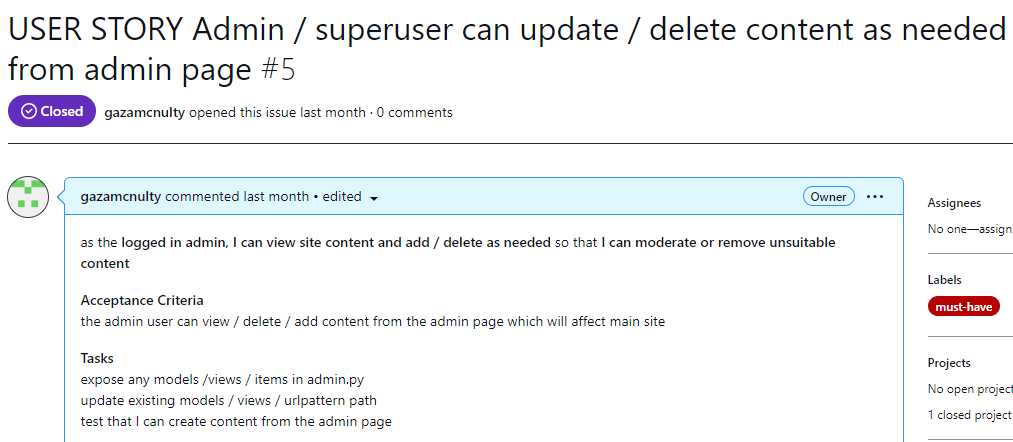 USER STORY Admin / superuser can update / delete content as needed
from admin page #5
Closed
gazamcnulty opened this issue last month · 0 comments
gazamcnulty commented last month • edited
Owner
as the logged in admin, I can view site content and add / delete as needed so that I can moderate or remove unsuitable
content
Acceptance Criteria
the admin user can view / delete / add content from the admin page which will affect main site
Tasks
expose any models /views / items in admin.py
update existing models / views / urlpattern path
test that I can create content from the admin page
Assignees
No one—assign
Labels
must-have
Projects
No open project
1 closed project